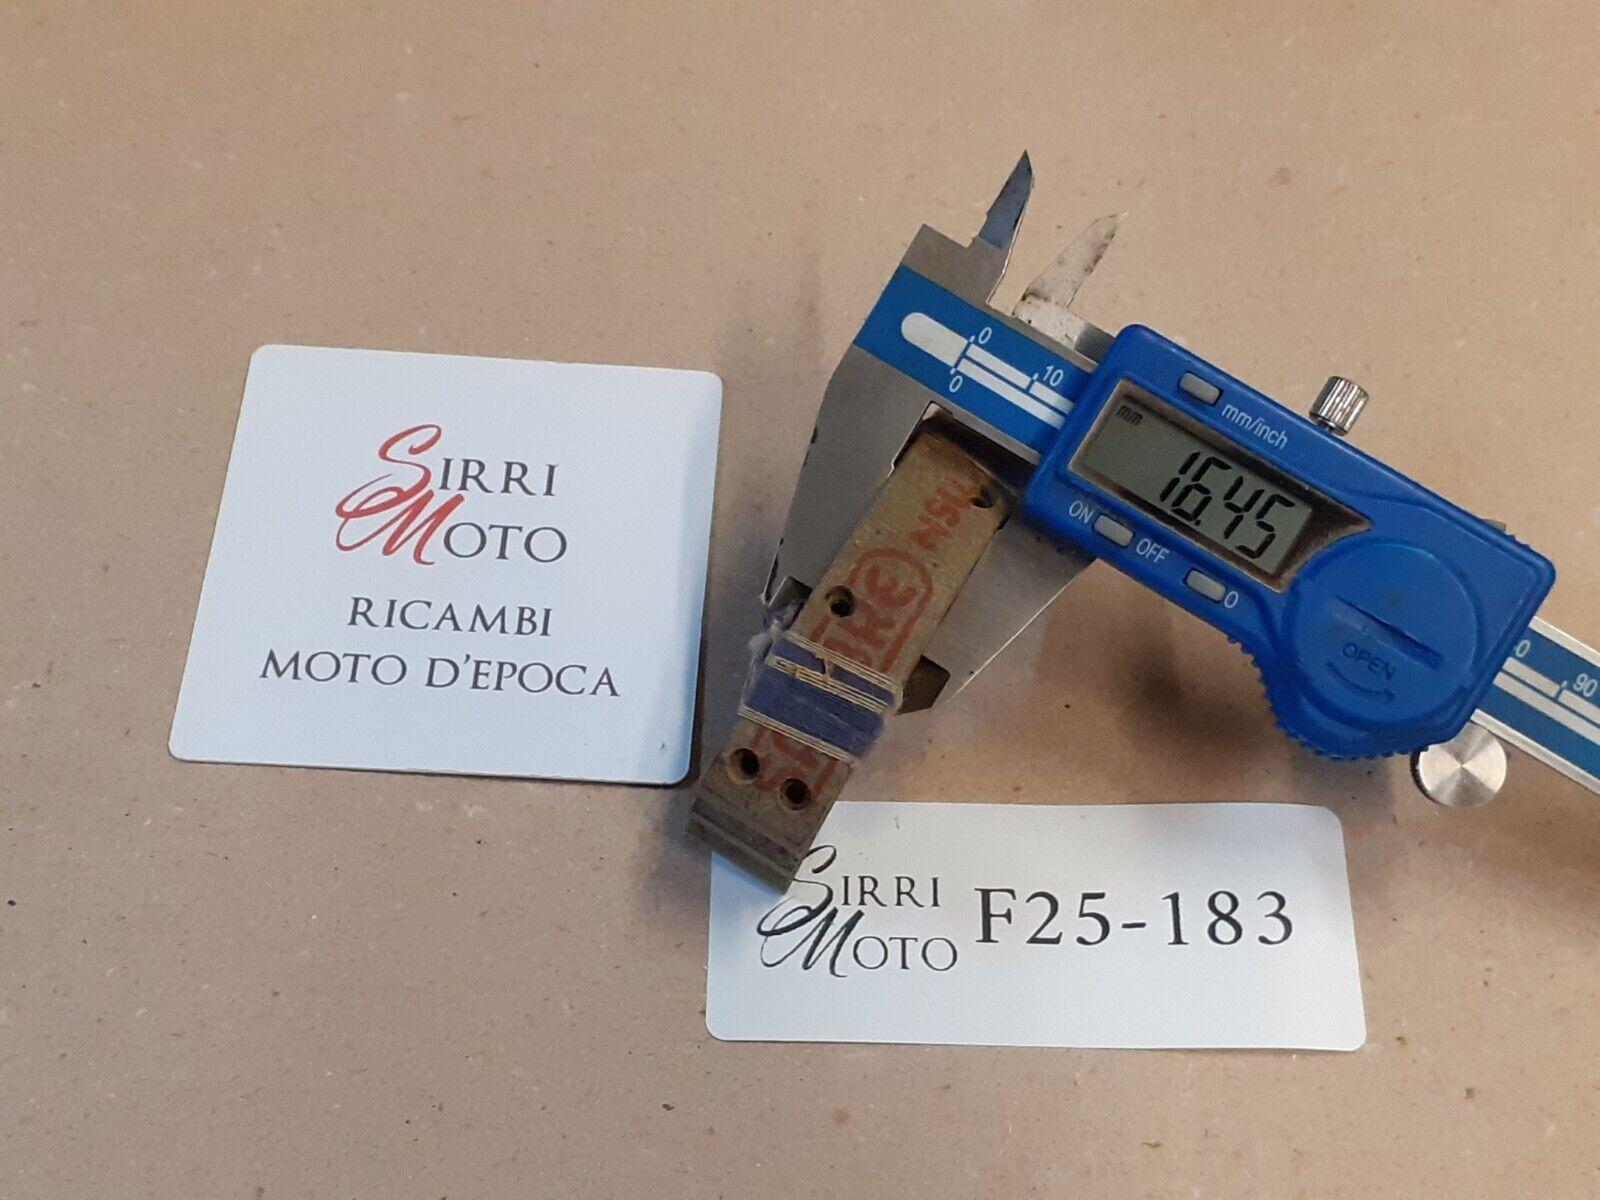 SIRRI
MOTO
RICAMBI
MOTO D'EPOCA
0
10
0
mm/inch
mm
16.45
ON
OFF
0
OPEN
90
SIRRI
MOTO
F25-183